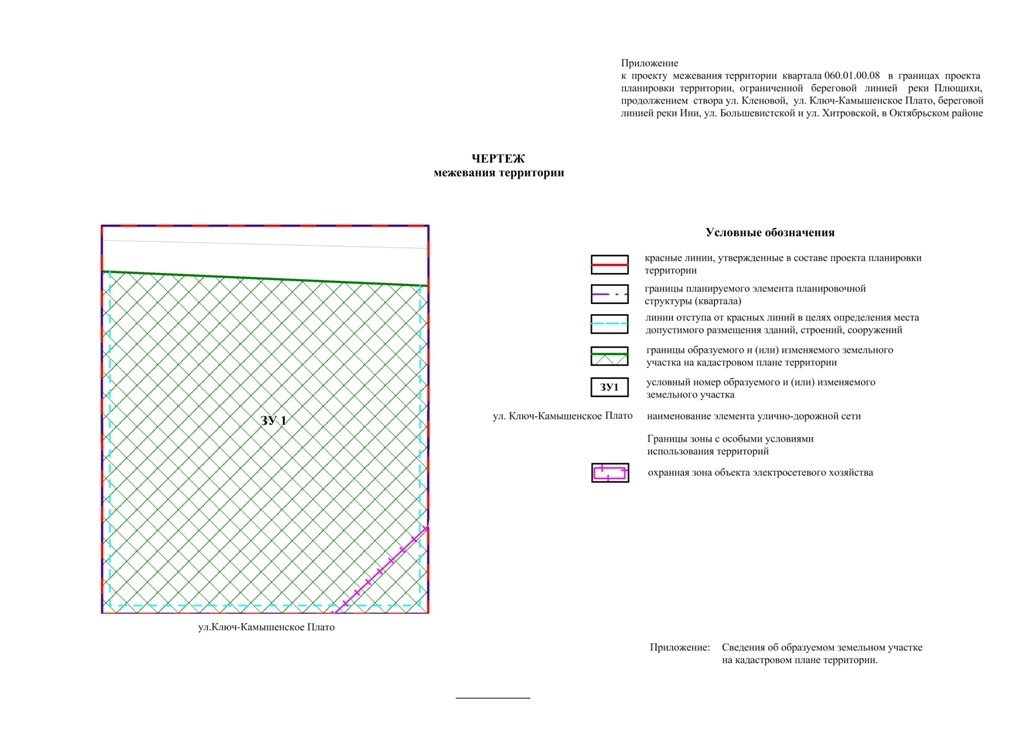 Приложение
к проекту межевания территории квартала 060.01.00.08 в границах проекта
планировки территории, ограниченной береговой линией реки Плющихи,
продолжением створа ул. Кленовой, ул. Ключ-Камышенское Плато, береговой
линией реки Ини, ул. Большевистской и ул. Хитровской, в Октябрьском районе
ЧЕРТЕЖ
межевания территории
Условные обозначения
красные линии, утвержденные в составе проекта планировки
территории
границы планируемого элемента планировочной
структуры (квартала)
линии отступа от красных линий в целях определения места
допустимого размещения зданий, строений, сооружений
границы образуемого и (или) изменяемого земельного
участка на кадастровом плане территории
ЗУ1
условный номер образуемого и (или) изменяемого
земельного участка
ул. Ключ-Камышенское Плато
наименование элемента улично-дорожной сети
Границы зоны с особыми условиями
использования территорий
охранная зона объекта электросетевого хозяйства
ЗУ 1
ул.Ключ-Камышенское Плато
Приложение: Сведения об образуемом земельном участке
на кадастровом плане территории.